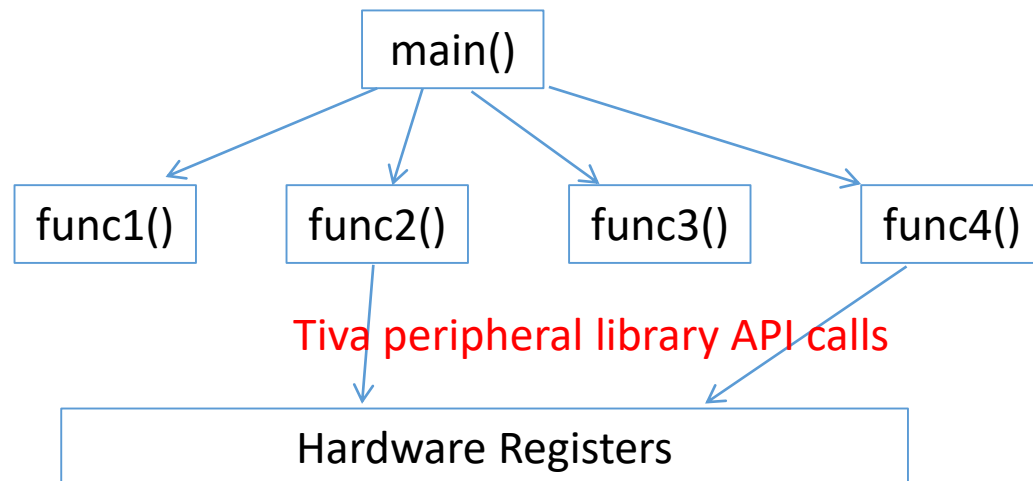 main()
func1()
func2()
func3()
func4()
Tiva peripheral library API calls
Hardware Registers